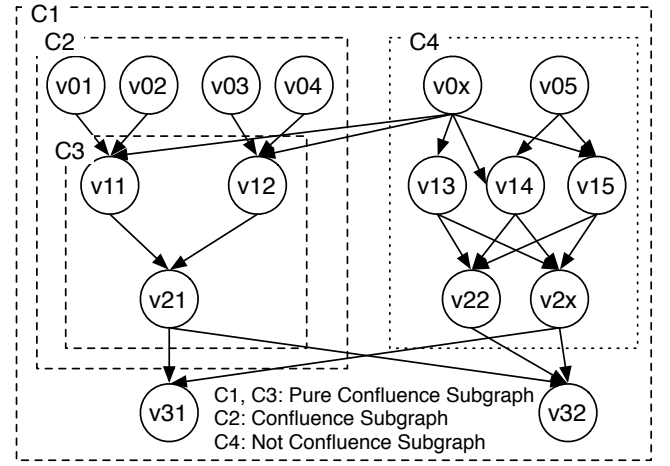 C1
C2
C4
v01 v02 v03 v04 v0x v05
C3
v11 v12 v13 v14 v15
v21 v22 v2x
v31 v32
C1, C3: Pure Confluence Subgraph
C2: Confluence Subgraph
C4: Not Confluence Subgraph